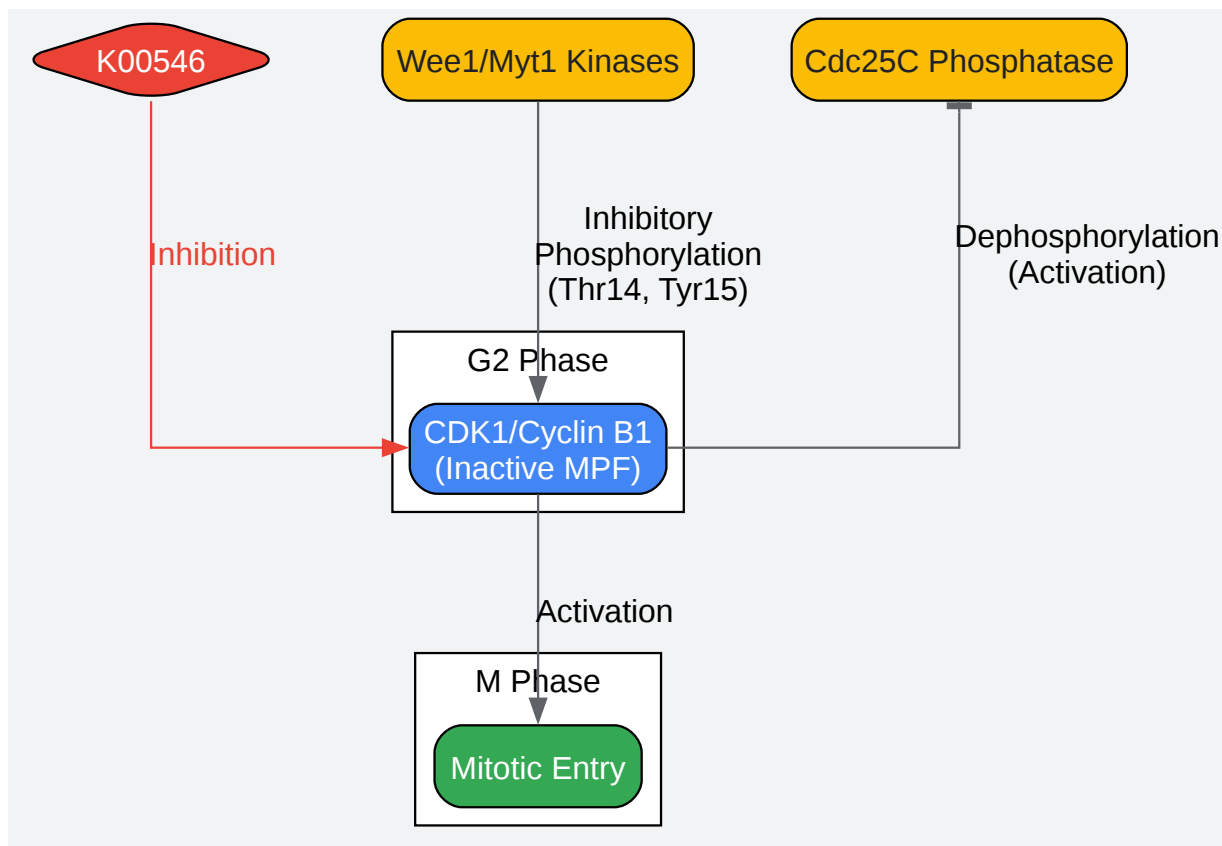 K00546
Wee1/Myt1 Kinases
Cdc25C Phosphatase
Inhibition
Inhibitory
Phosphorylation
(Thr14, Tyr15)
Dephosphorylation
(Activation)
G2 Phase
CDK1/Cyclin B1
(Inactive MPF)
Activation
M Phase
Mitotic Entry